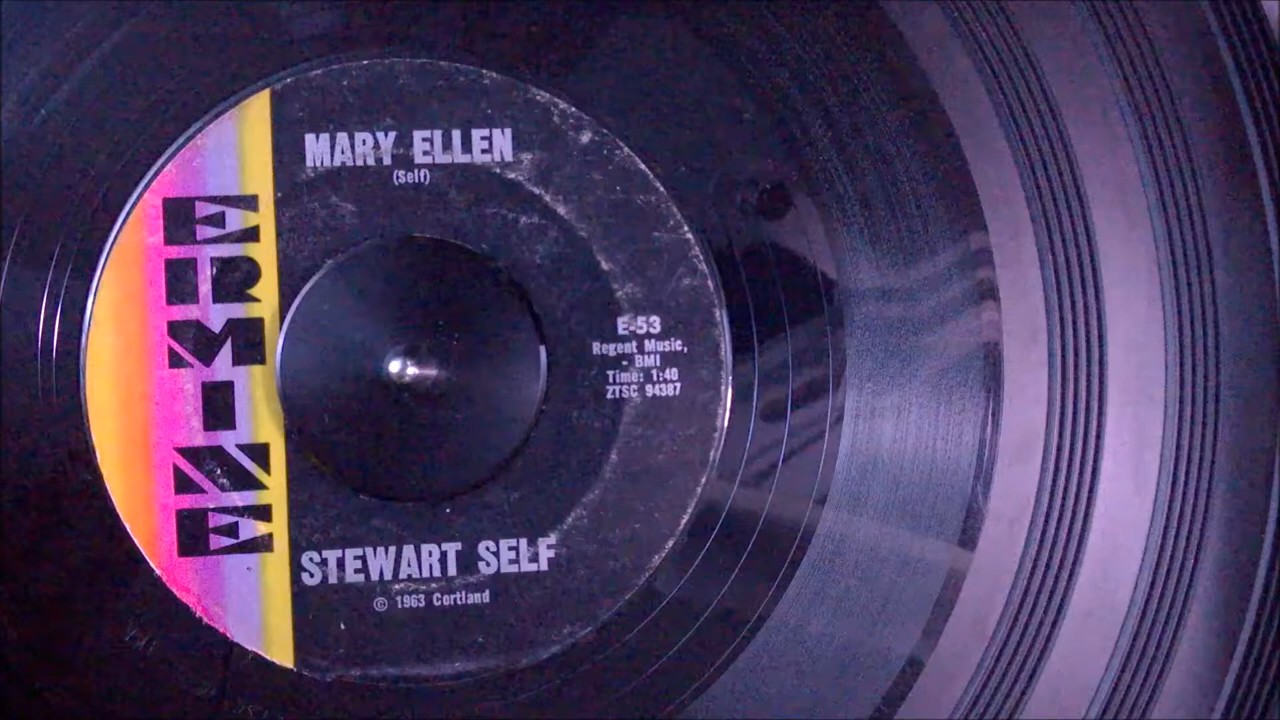 ERMINE
MARY ELLEN
(Self)
E-53
Regent Music,
- BMI
Time: 1:40
ZTSC 94387
STEWART SELF
© 1963 Cortland